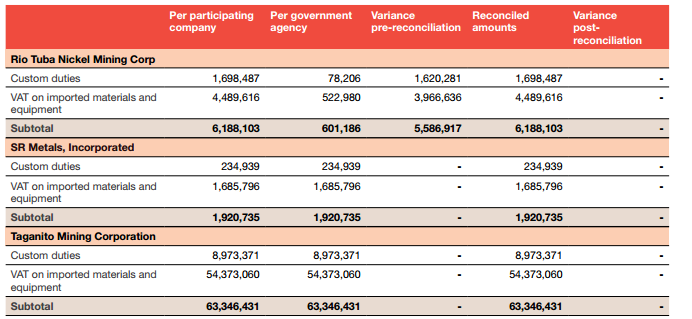 Per participating company Per government agency Variance pre-reconciliation Reconciled amounts Variance post-reconciliation
Rio Tuba Nickel Mining Corp
Custom duties 1,698,487 78,206 1,620,281 1,698,487 -
VAT on imported materials and equipment 4,489,616 522,980 3,966,636 4,489,616 -
Subtotal 6,188,103 601,186 5,586,917 6,188,103 -
SR Metals, Incorporated
Custom duties 234,939 234,939 - 234,939 -
VAT on imported materials and equipment 1,685,796 1,685,796 - 1,685,796 -
Subtotal 1,920,735 1,920,735 - 1,920,735 -
Taganito Mining Corporation
Custom duties 8,973,371 8,973,371 - 8,973,371 -
VAT on imported materials and equipment 54,373,060 54,373,060 - 54,373,060 -
Subtotal 63,346,431 63,346,431 - 63,346,431 -